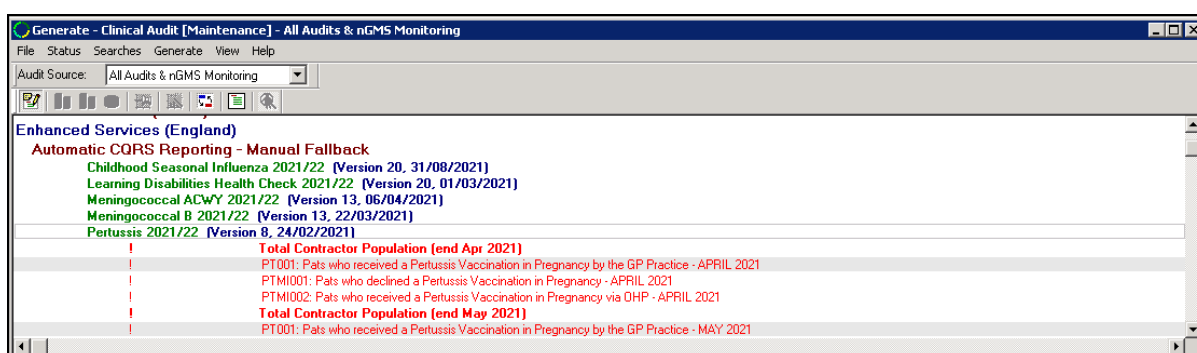 Generate - Clinical Audit [Maintenance] - All Audits & nGMS Monitoring
File Status Searches Generate View Help
Audit Source: All Audits & nGMS Monitoring
Enhanced Services (England)
Automatic CQRS Reporting - Manual Fallback
Childhood Seasonal Influenza 2021/22 (Version 20, 31/08/2021)
Learning Disabilities Health Check 2021/22 (Version 20, 01/03/2021)
Meningococcal ACWY 2021/22 (Version 13, 06/04/2021)
Meningococcal B 2021/22 (Version 13, 22/03/2021)
Pertussis 2021/22 (Version 8, 24/02/2021)
! Total Contractor Population (end Apr 2021)
! PT001: Pats who received a Pertussis Vaccination in Pregnancy by the GP Practice - APRIL 2021
! PTMI001: Pats who declined a Pertussis Vaccination in Pregnancy - APRIL 2021
! PTMI002: Pats who received a Pertussis Vaccination in Pregnancy via OHP - APRIL 2021
! Total Contractor Population (end May 2021)
! PT001: Pats who received a Pertussis Vaccination in Pregnancy by the GP Practice - MAY 2021